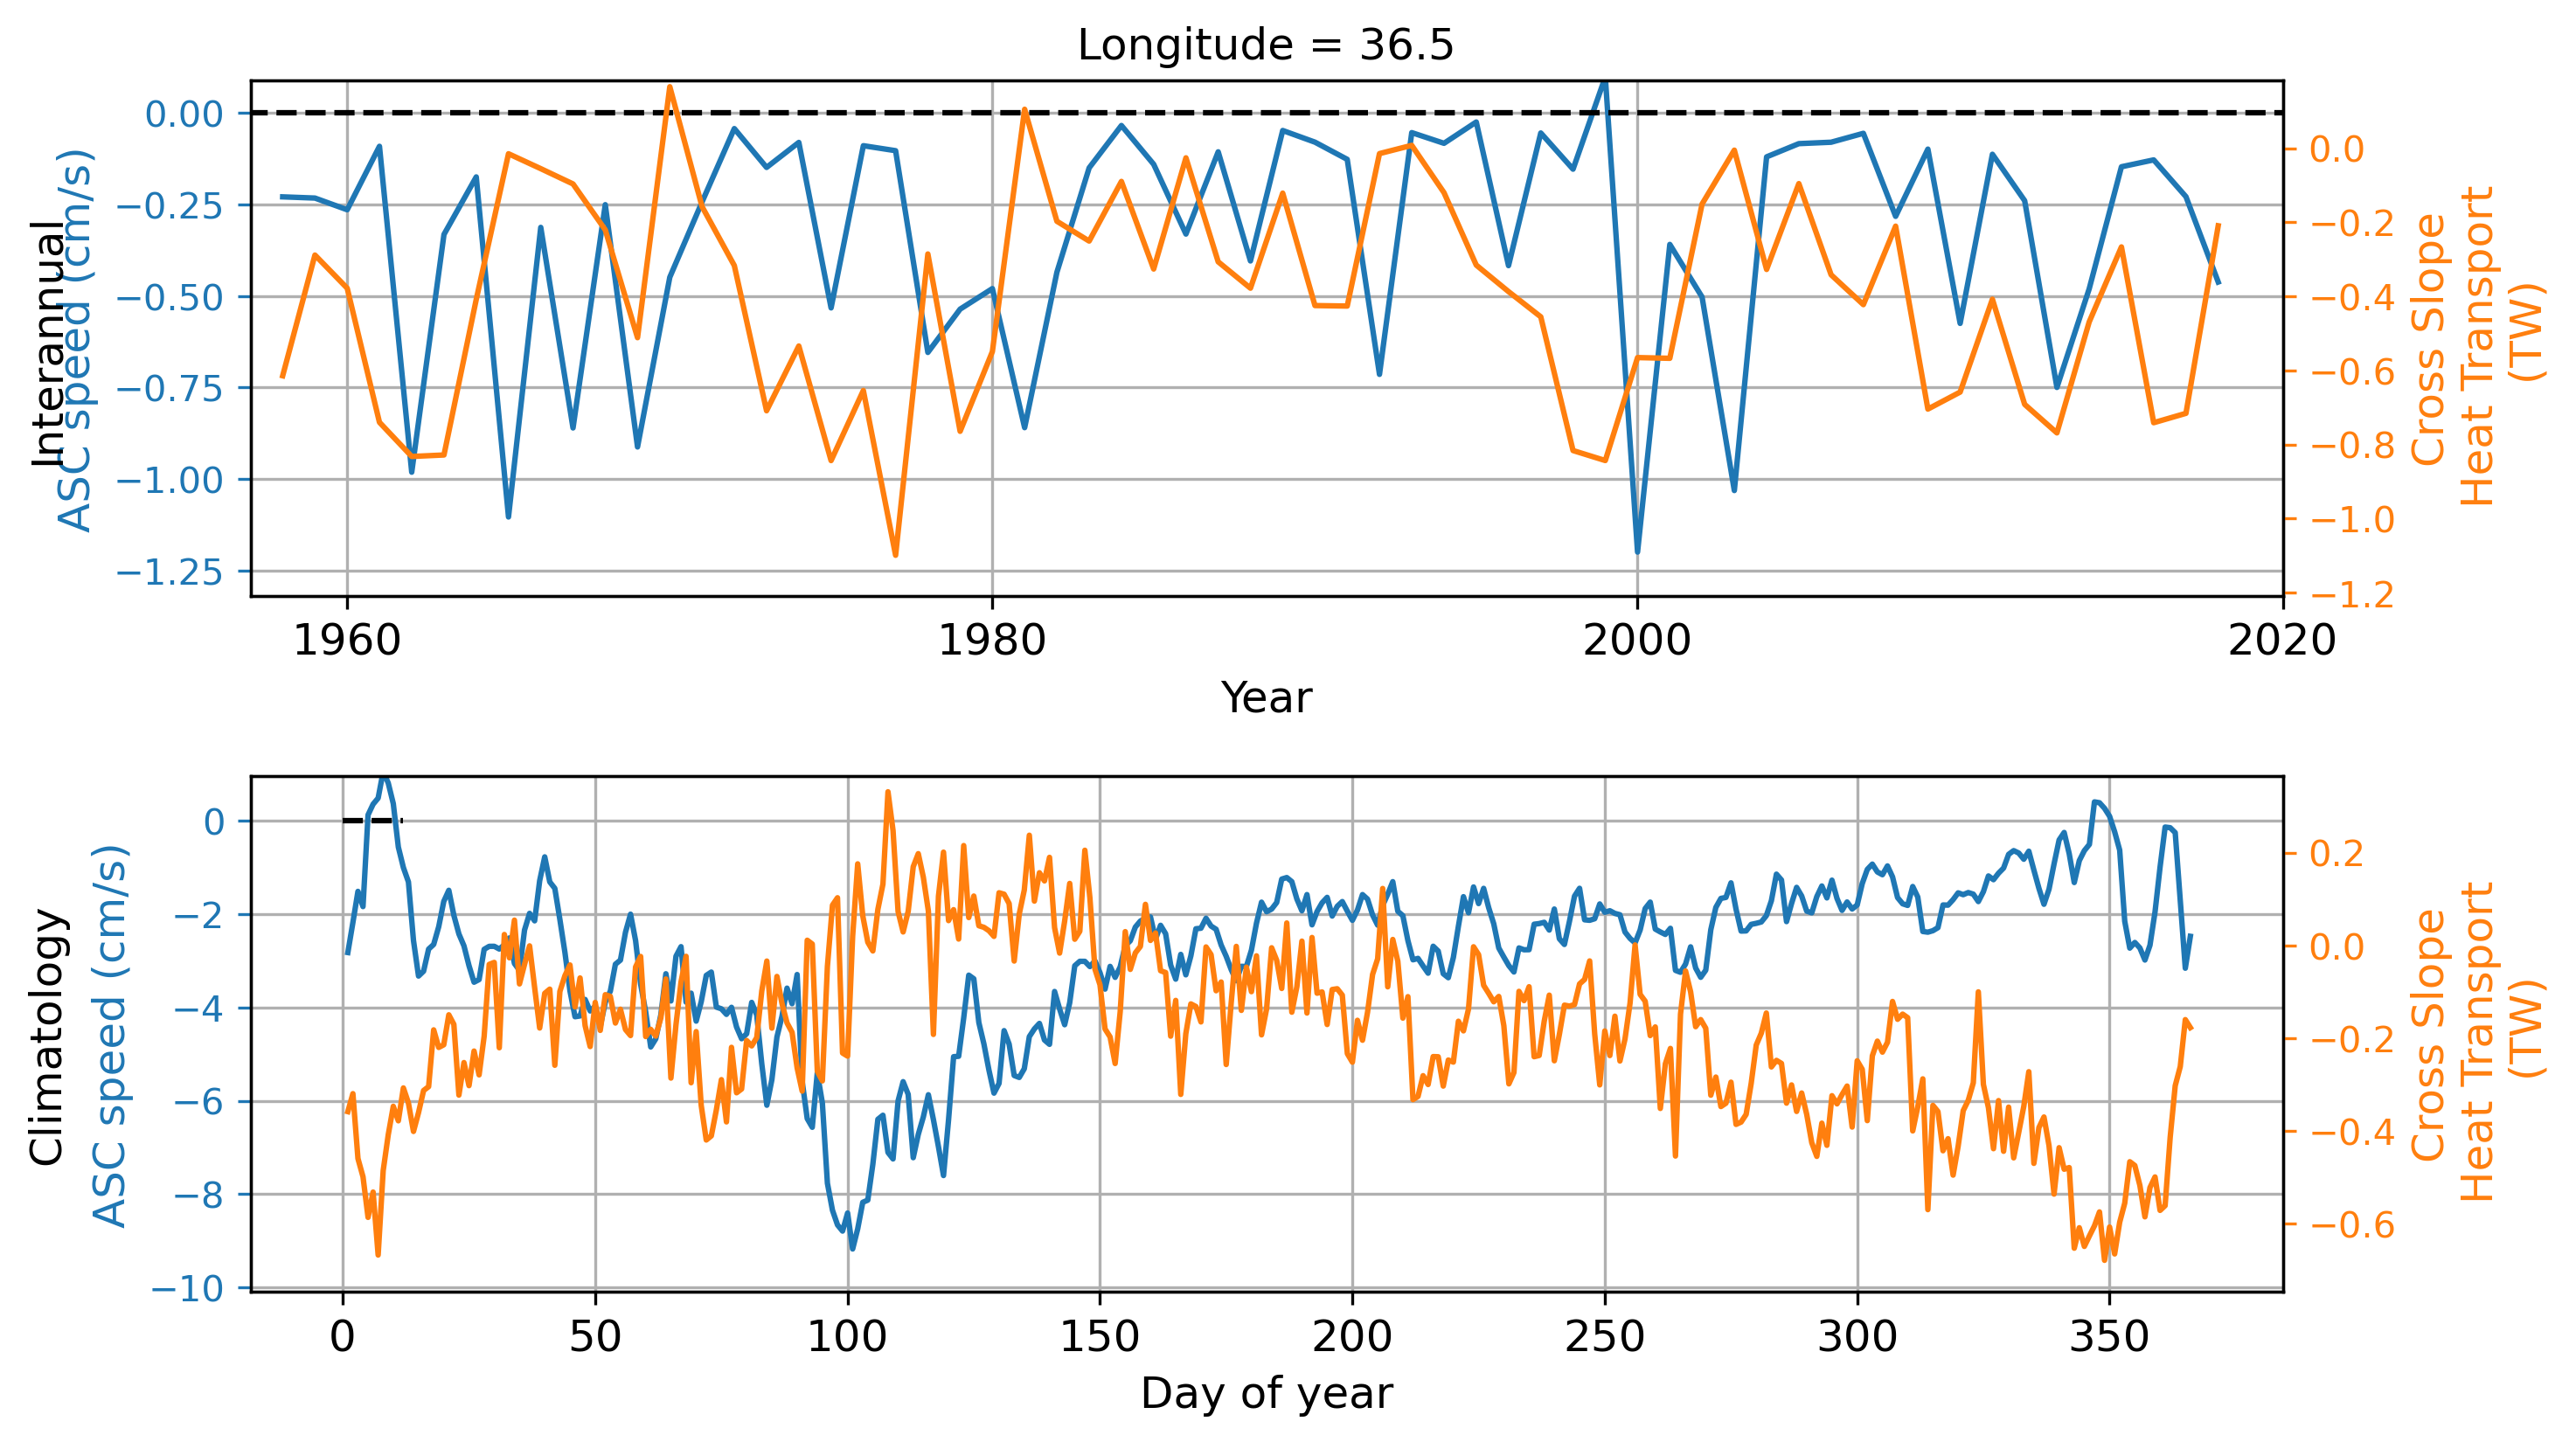 Longitude = 36.5
Interannual
ASC speed (cm/s)
0.00
−0.25
−0.50
−0.75
−1.00
−1.25
0.0
−0.2
−0.4
−0.6
−0.8
−1.0
−1.2
Cross Slope
Heat Transport
(TW)
1960
1980
2000
2020
Year
Climatology
ASC speed (cm/s)
0
−2
−4
−6
−8
−10
0.2
0.0
−0.2
−0.4
−0.6
Cross Slope
Heat Transport
(TW)
0
50
100
150
200
250
300
350
Day of year